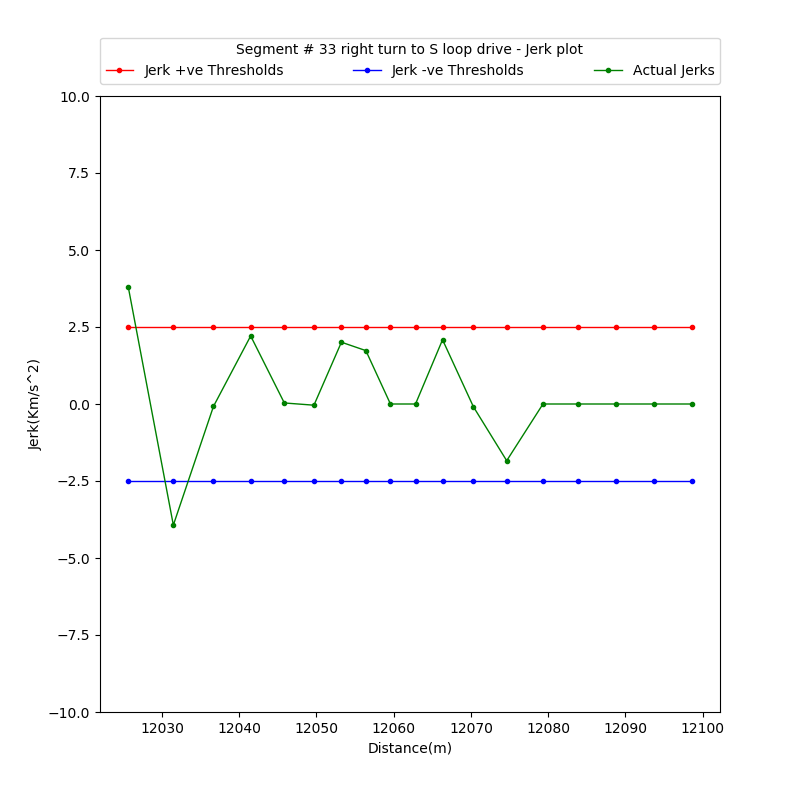 Segment # 33 right turn to S loop drive - Jerk plot
Jerk +ve Thresholds Jerk -ve Thresholds Actual Jerks
10.0
7.5
5.0
2.5
0.0
−2.5
−5.0
−7.5
−10.0
Jerk(Km/s^2)
12030 12040 12050 12060 12070 12080 12090 12100
Distance(m)